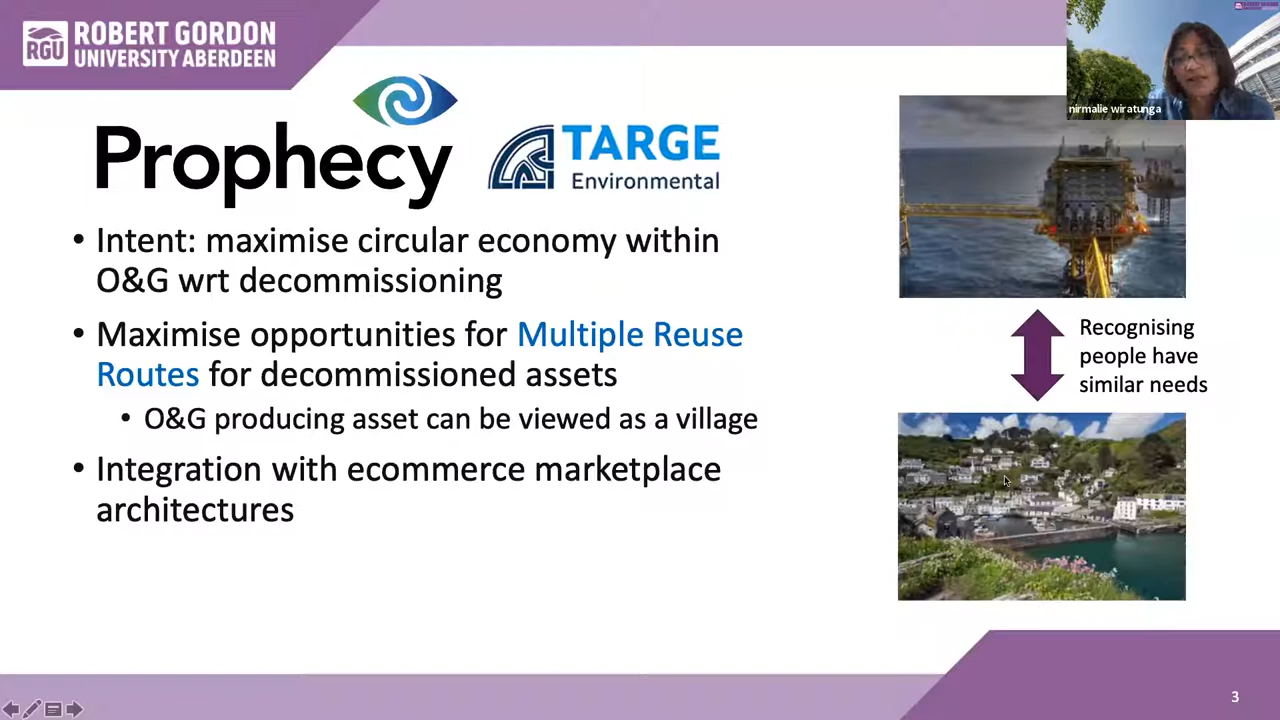 RGU
ROBERT GORDON
UNIVERSITY ABERDEEN
nirmalie wiratunga
Prophecy
TARGE
Environmental
• Intent: maximise circular economy within
O&G wrt decommissioning
• Maximise opportunities for Multiple Reuse
Routes for decommissioned assets
• O&G producing asset can be viewed as a village
• Integration with ecommerce marketplace
architectures
Recognising
people have
similar needs
3